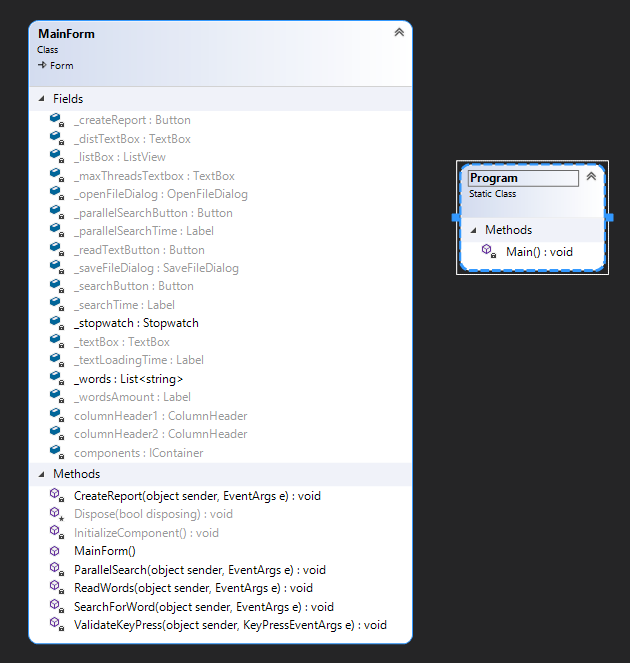 MainForm
Class
Form
Fields
_createReport : Button
_distTextBox : TextBox
_listBox : ListView
_maxThreadsTextbox : TextBox
_openFileDialog : OpenFileDialog
_parallelSearchButton : Button
_parallelSearchTime : Label
_readTextButton : Button
_saveFileDialog : SaveFileDialog
_searchButton : Button
_searchTime : Label
_stopwatch : Stopwatch
_textBox : TextBox
_textLoadingTime : Label
_words : List<string>
_wordsAmount : Label
columnHeader1 : ColumnHeader
columnHeader2 : ColumnHeader
components : IContainer
Methods
CreateReport(object sender, EventArgs e) : void
Dispose(bool disposing) : void
InitializeComponent() : void
MainForm()
ParallelSearch(object sender, EventArgs e) : void
ReadWords(object sender, EventArgs e) : void
SearchForWord(object sender, EventArgs e) : void
ValidateKeyPress(object sender, KeyPressEventArgs e) : void
Program
Static Class
Methods
Main() : void